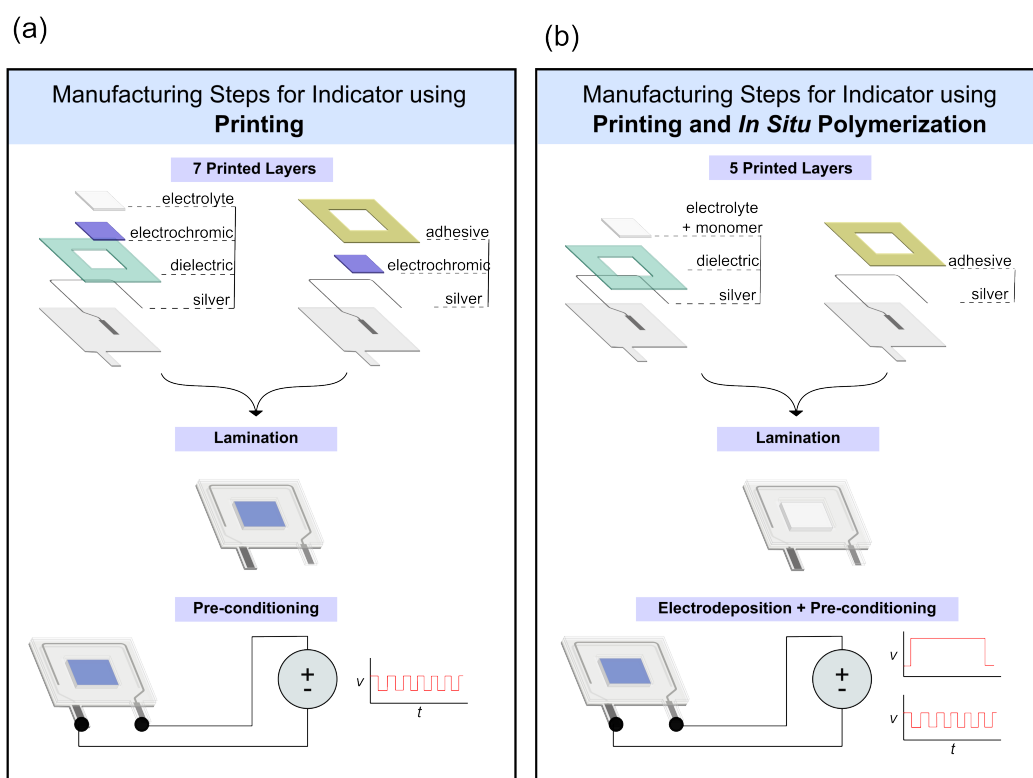 (a)
Manufacturing Steps for Indicator using
Printing
7 Printed Layers
electrolyte
electrochromic
dielectric
silver
adhesive
electrochromic
silver
Lamination
Pre-conditioning
+
-
v
t
(b)
Manufacturing Steps for Indicator using
Printing and In Situ Polymerization
5 Printed Layers
electrolyte
+ monomer
dielectric
silver
adhesive
silver
Lamination
Electrodeposition + Pre-conditioning
+
-
v
v
t